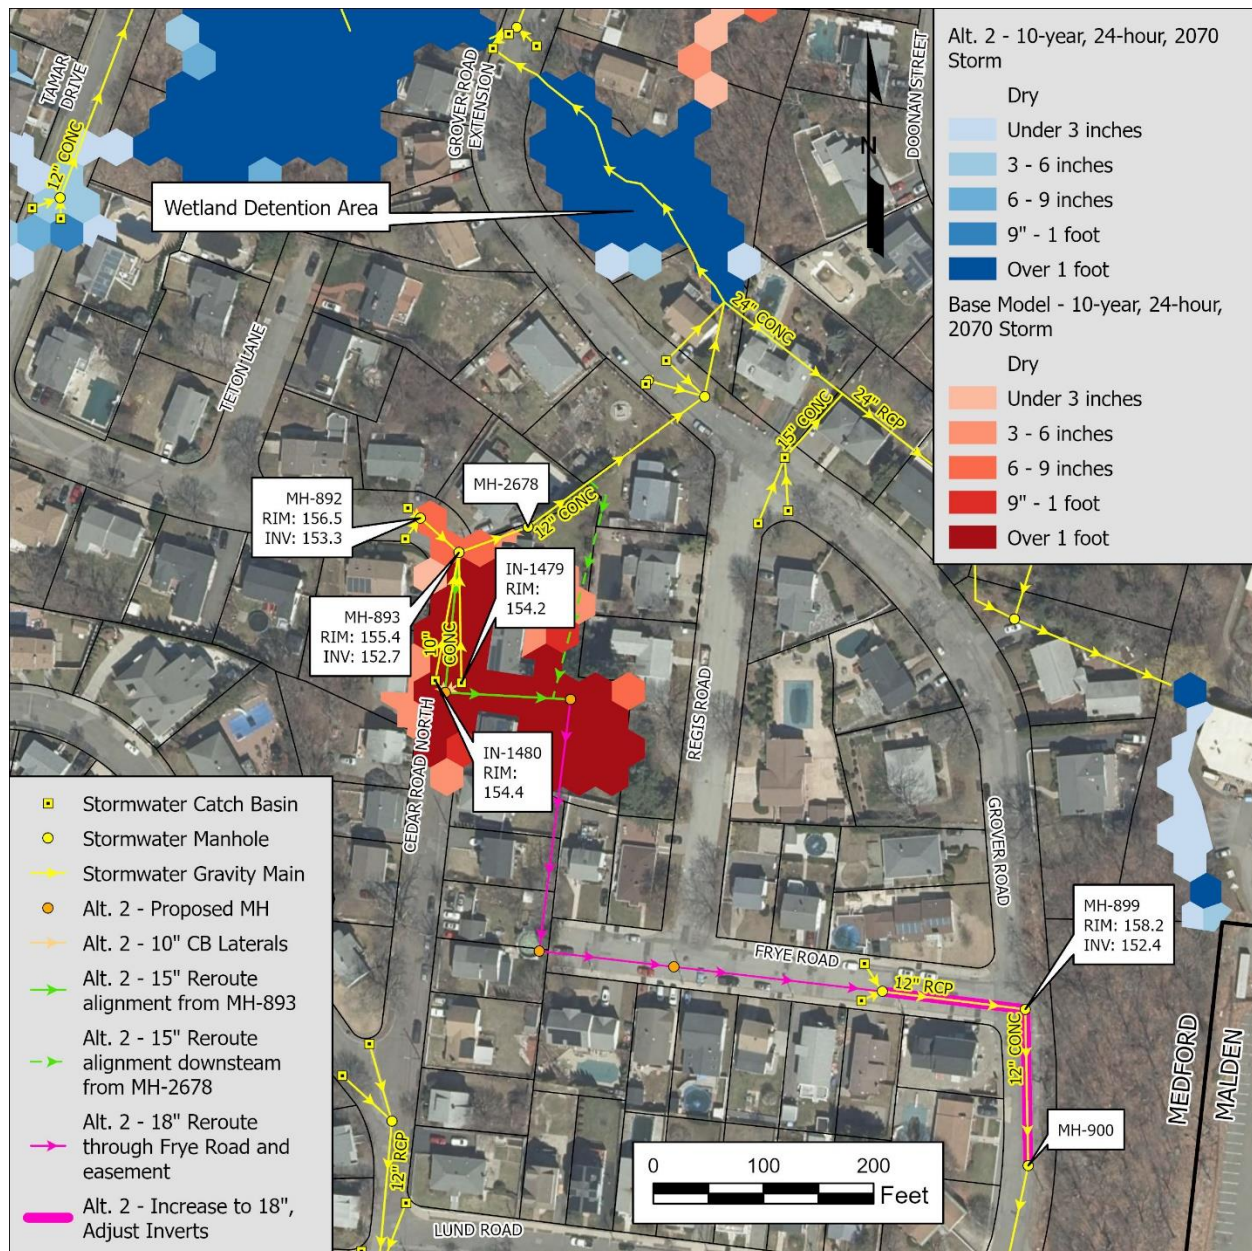 Alt. 2 - 10-year, 24-hour, 2070
Storm
Dry
Under 3 inches
3 - 6 inches
6 - 9 inches
9" - 1 foot
Over 1 foot
Base Model - 10-year, 24-hour,
2070 Storm
Dry
Under 3 inches
3 - 6 inches
6 - 9 inches
9" - 1 foot
Over 1 foot
TAMAR
DRIVE
12" CONC
GROVER ROAD
EXTENSION
DOONAN STREET
N
Wetland Detention Area
TETON LANE
24" CONC
24" RCP
15" CONC
MH-2678
12" CONC
MH-892
RIM: 156.5
INV: 153.3
IN-1479
RIM:
154.2
MH-893
RIM: 155.4
INV: 152.7
10"
CONC
CEDAR ROAD NORTH
IN-1480
RIM:
154.4
REGIS ROAD
GROVER ROAD
MH-899
RIM: 158.2
INV: 152.4
FRYE ROAD
12" RCP
12" CONC
MH-900
MEDFORD
MALDEN
12" RCP
LUND ROAD
0 100 200
Feet
Stormwater Catch Basin
Stormwater Manhole
Stormwater Gravity Main
Alt. 2 - Proposed MH
Alt. 2 - 10" CB Laterals
Alt. 2 - 15" Reroute
alignment from MH-893
Alt. 2 - 15" Reroute
alignment downsteam
from MH-2678
Alt. 2 - 18" Reroute
through Frye Road and
easement
Alt. 2 - Increase to 18",
Adjust Inverts